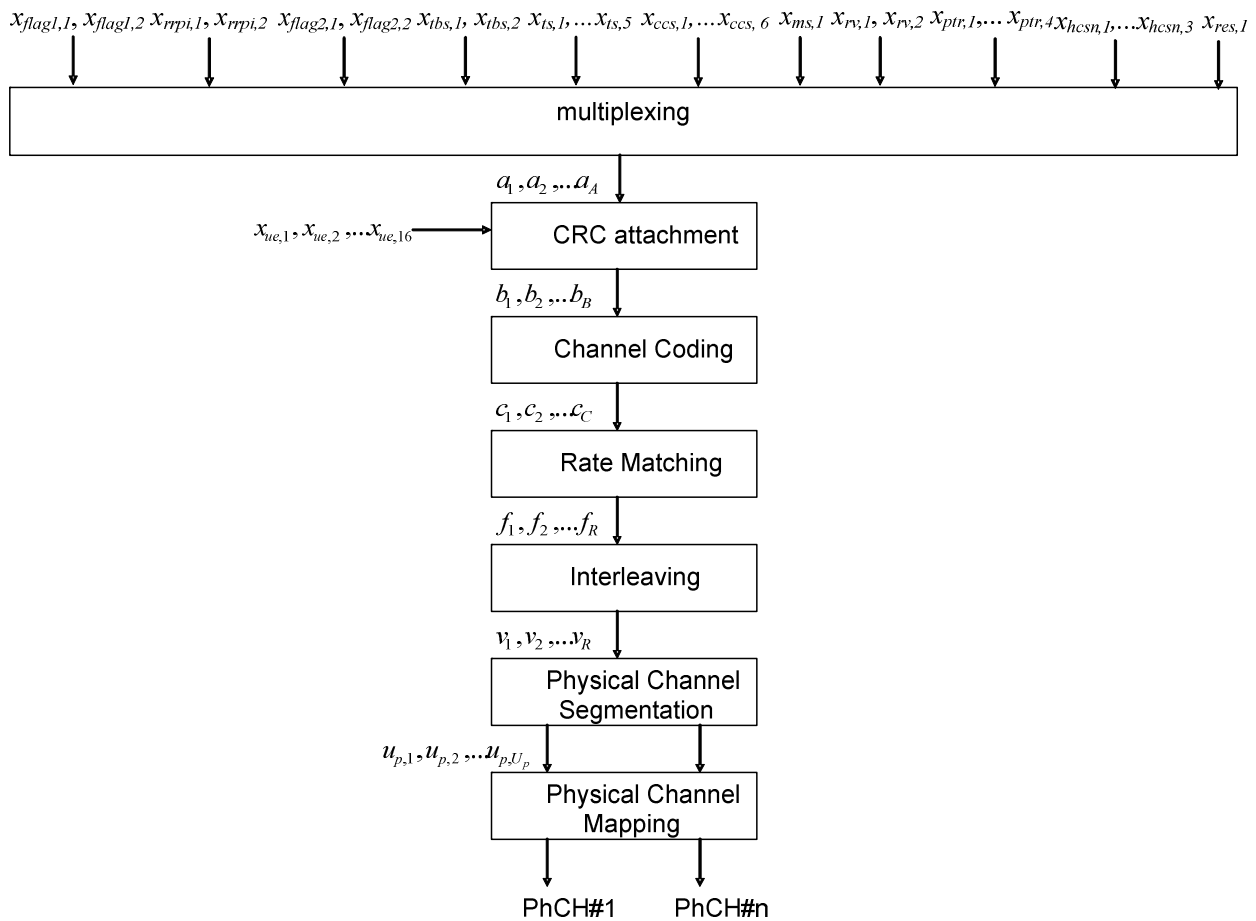 x_flag1,1, x_flag1,2 x_rrpi,1, x_rrpi,2 x_flag2,1, x_flag2,2 x_tbs,1, x_tbs,2 x_ts,1, ...x_ts,5 x_ccs,1, ...x_ccs, 6 x_ms,1 x_rv,1, x_rv,2 x_ptr,1,... x_ptr,4 x_hcsn,1,...x_hcsn,3 x_res,1
multiplexing
a_1,a_2,...a_A
x_ue,1, x_ue,2,...x_ue,16
CRC attachment
b_1,b_2,...b_B
Channel Coding
c_1,c_2,...c_C
Rate Matching
f_1,f_2,...f_R
Interleaving
v_1,v_2,...v_R
Physical Channel
Segmentation
u_p,1,u_p,2,...u_p,U_p
Physical Channel
Mapping
PhCH#1 PhCH#n